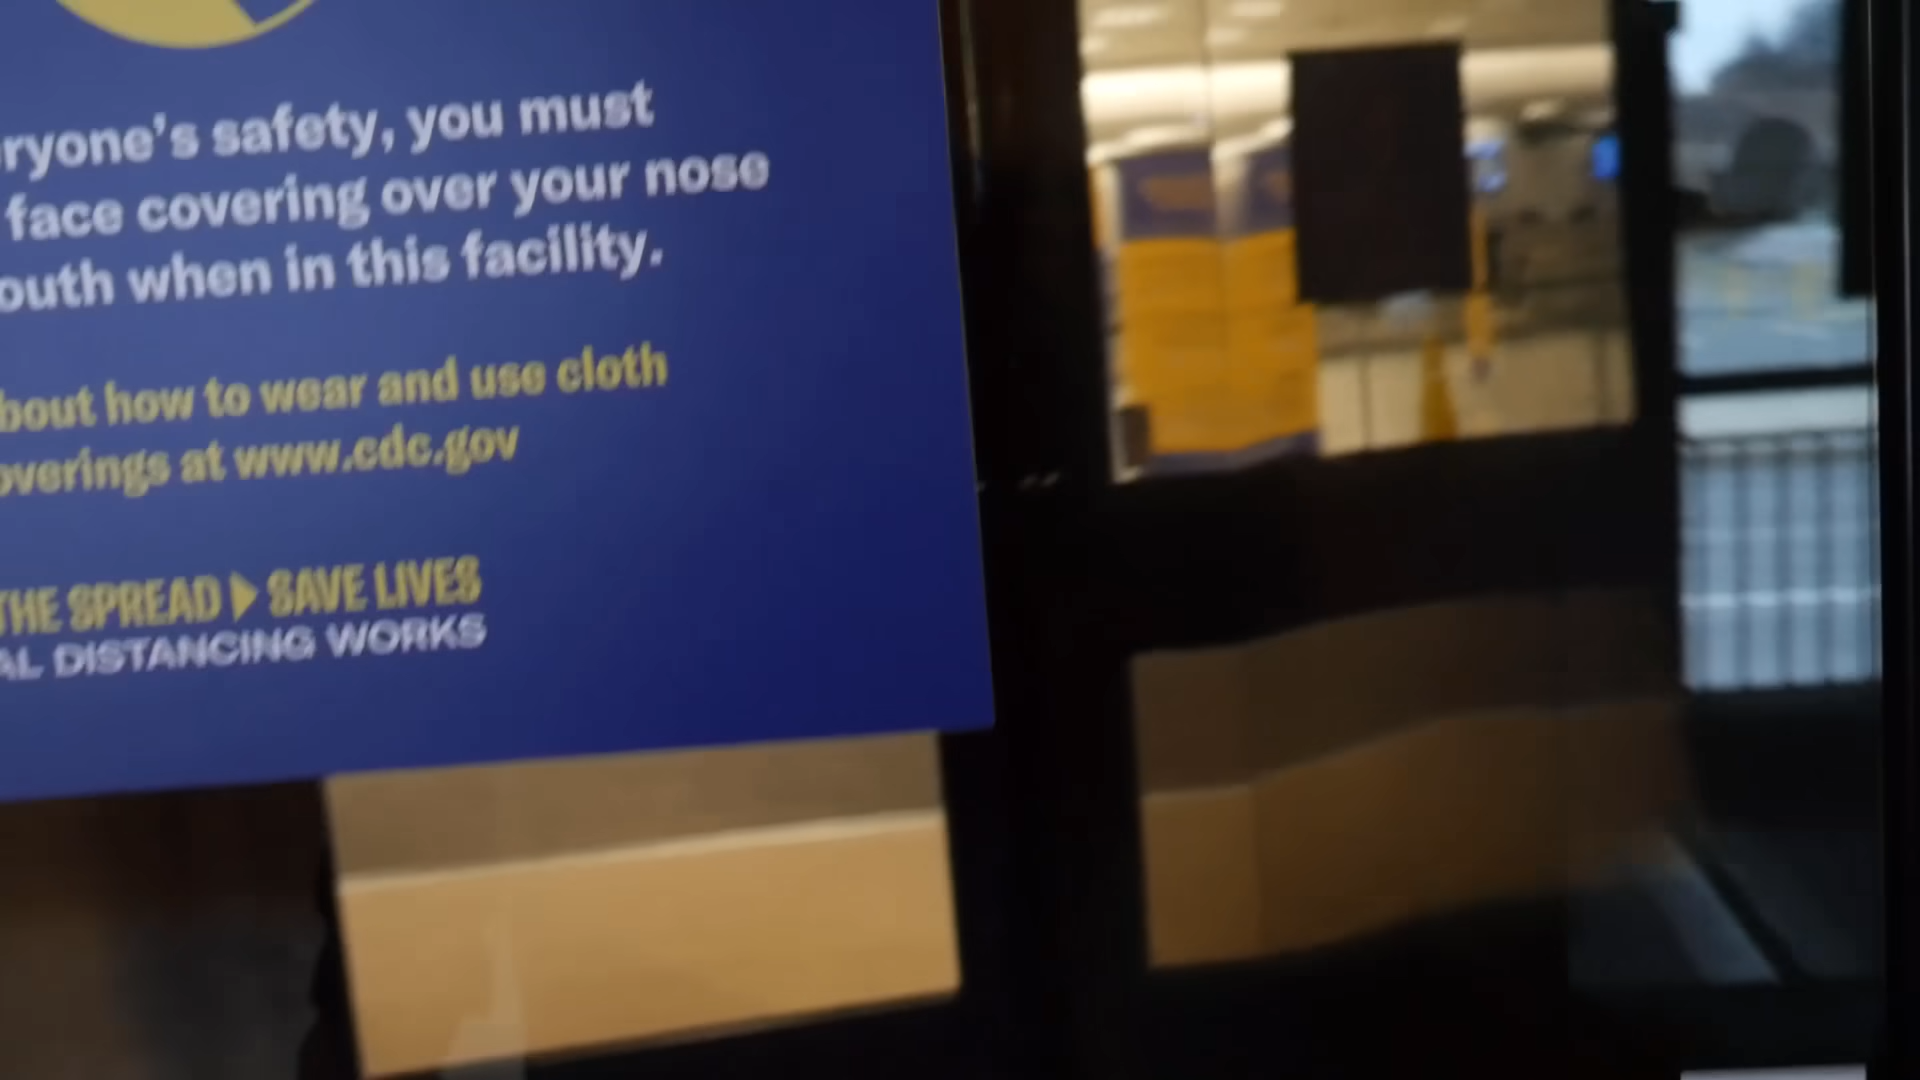 ryone's safety, you must
face covering over your nose
outh when in this facility.
bout how to wear and use cloth
overings at www.cdc.gov
THE SPREAD ▶ SAVE LIVES
AL DISTANCING WORKS